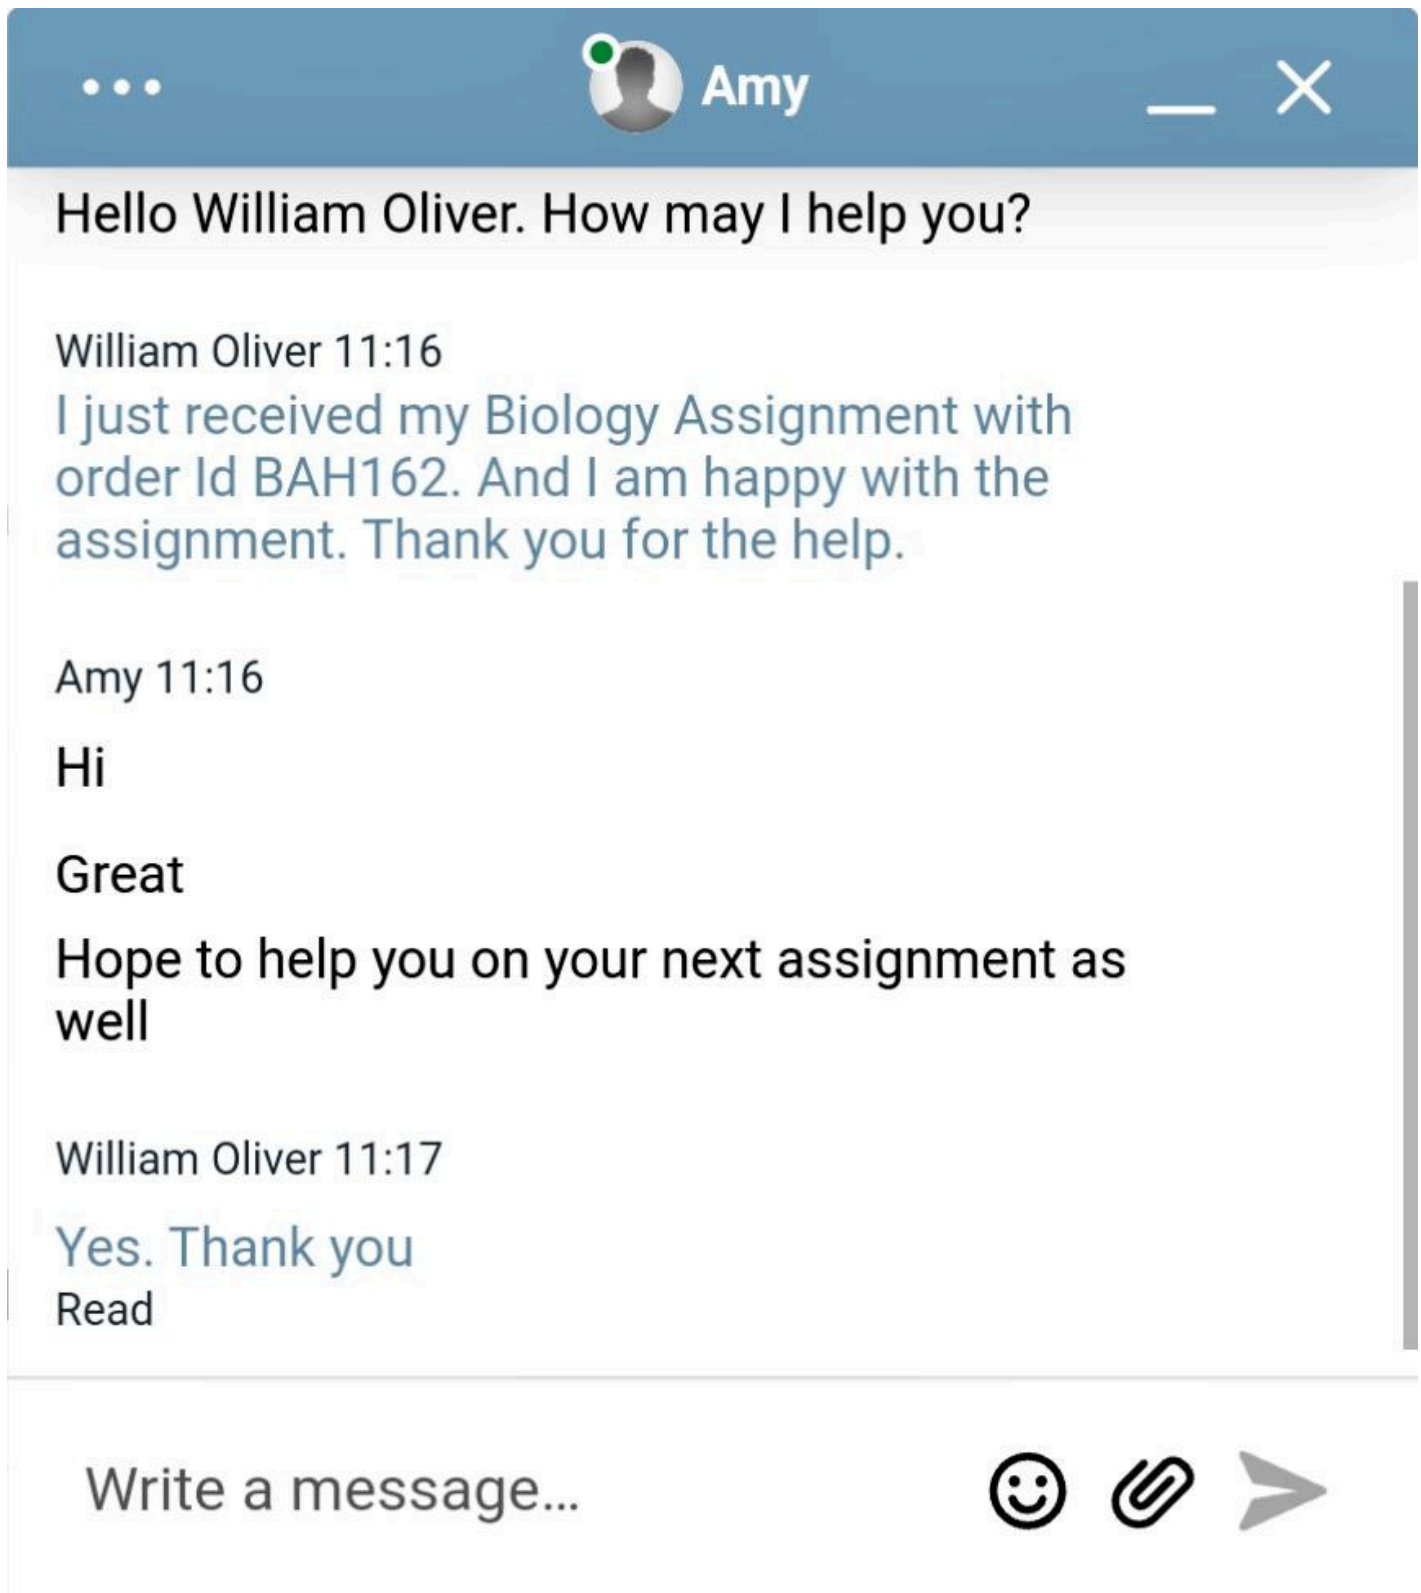 Amy
Hello William Oliver. How may I help you?
William Oliver 11:16
I just received my Biology Assignment with
order Id BAH162. And I am happy with the
assignment. Thank you for the help.
Amy 11:16
Hi
Great
Hope to help you on your next assignment as
well
William Oliver 11:17
Yes. Thank you
Read
Write a message...